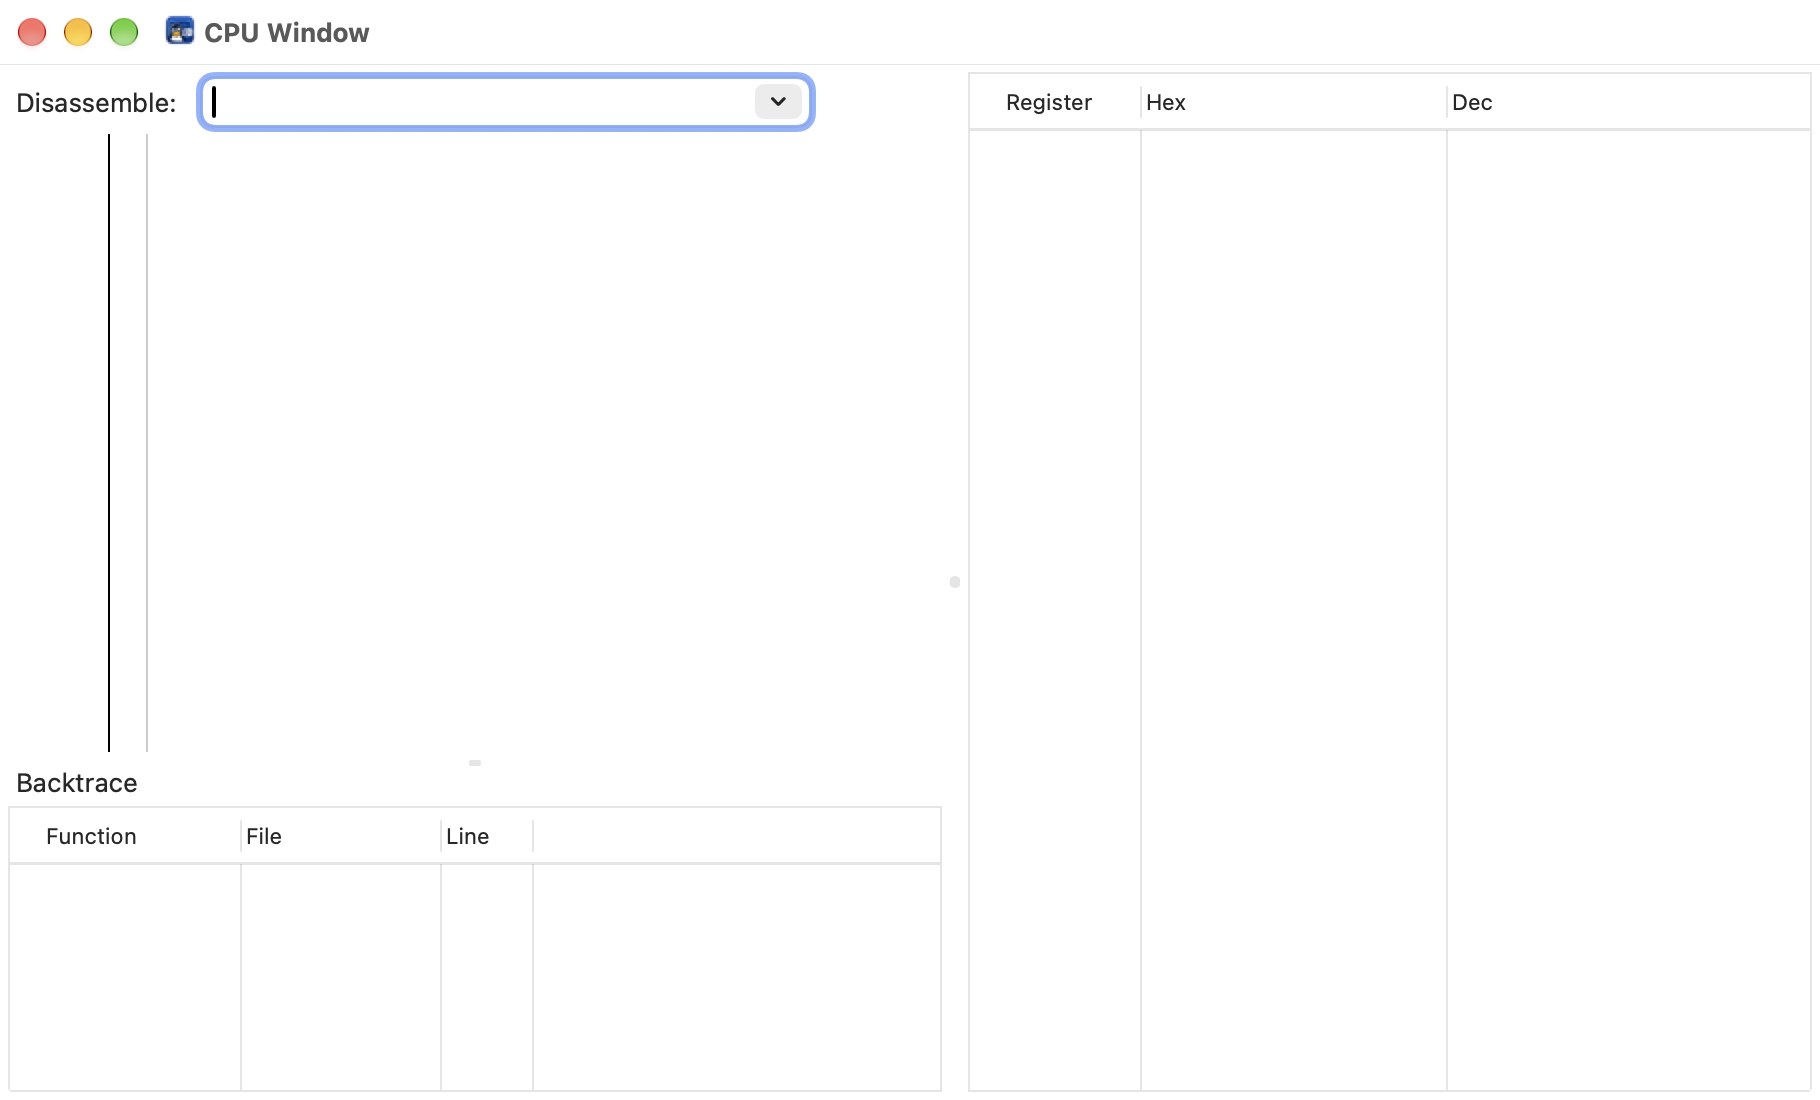 CPU Window
Disassemble:
Register Hex Dec
Backtrace
Function File Line